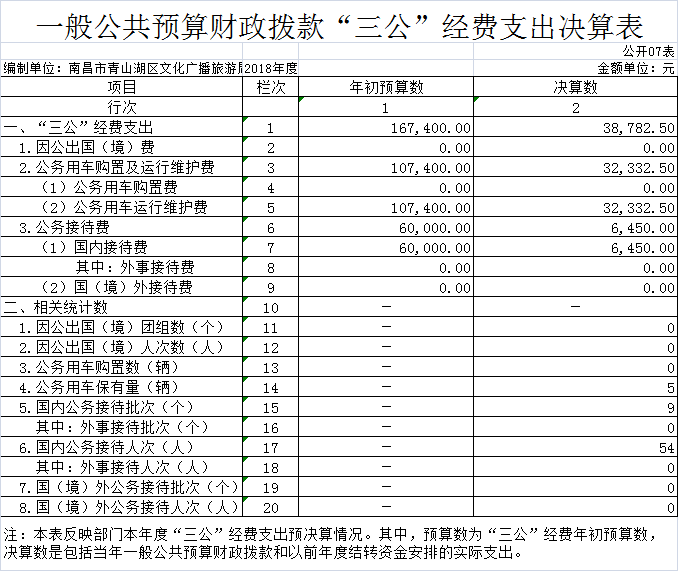 一般公共预算财政拨款“三公”经费支出决算表
公开07表
编制单位：南昌市青山湖区文化广播旅游局 2018年度 金额单位：元
项目 栏次 年初预算数 决算数
行次 1 2
一、“三公”经费支出 1 167,400.00 38,782.50
1.因公出国（境）费 2 0.00 0.00
2.公务用车购置及运行维护费 3 107,400.00 32,332.50
（1）公务用车购置费 4 0.00 0.00
（2）公务用车运行维护费 5 107,400.00 32,332.50
3.公务接待费 6 60,000.00 6,450.00
（1）国内接待费 7 60,000.00 6,450.00
其中：外事接待费 8 0.00 0.00
（2）国（境）外接待费 9 0.00 0.00
二、相关统计数 10 — —
1.因公出国（境）团组数（个） 11 — 0
2.因公出国（境）人次数（人） 12 — 0
3.公务用车购置数（辆） 13 — 0
4.公务用车保有量（辆） 14 — 5
5.国内公务接待批次（个） 15 — 9
其中：外事接待批次（个） 16 — 0
6.国内公务接待人次（人） 17 — 54
其中：外事接待人次（人） 18 — 0
7.国（境）外公务接待批次（个） 19 — 0
8.国（境）外公务接待人次（人） 20 — 0
注：本表反映部门本年度“三公”经费支出预决算情况。其中，预算数为“三公”经费年初预算数，
决算数是包括当年一般公共预算财政拨款和以前年度结转资金安排的实际支出。